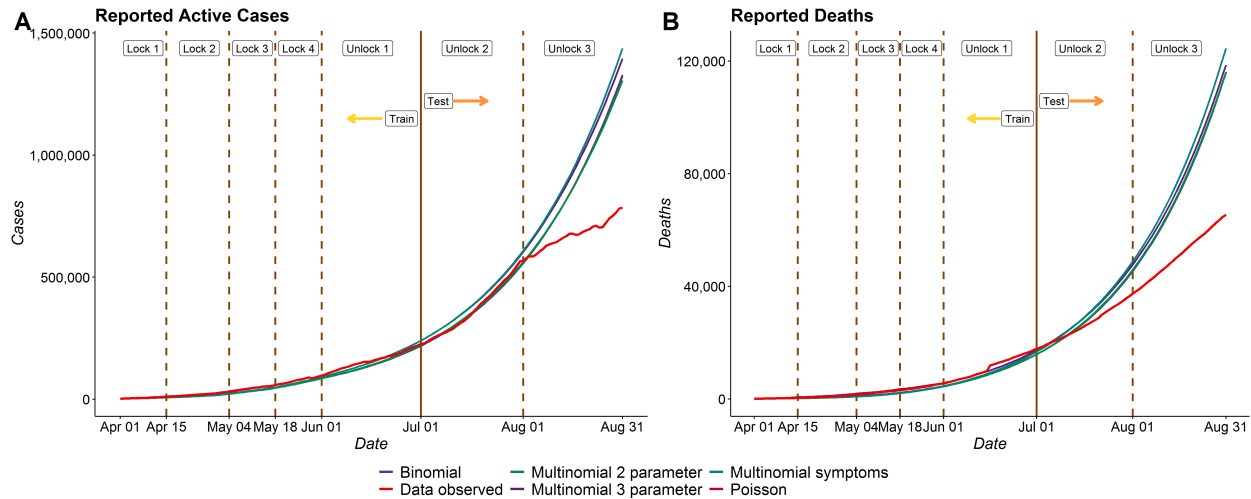 A
Reported Active Cases
1,500,000
1,000,000
500,000
0
Cases
Lock 1
Lock 2
Lock 3
Lock 4
Unlock 1
Unlock 2
Unlock 3
Test
Train
Apr 01
Apr 15
May 04
May 18
Jun 01
Jul 01
Aug 01
Aug 31
Date
B
Reported Deaths
120,000
80,000
40,000
0
Deaths
Lock 1
Lock 2
Lock 3
Lock 4
Unlock 1
Unlock 2
Unlock 3
Test
Train
Apr 01
Apr 15
May 04
May 18
Jun 01
Jul 01
Aug 01
Aug 31
Date
Binomial
Multinomial 2 parameter
Multinomial symptoms
Data observed
Multinomial 3 parameter
Poisson